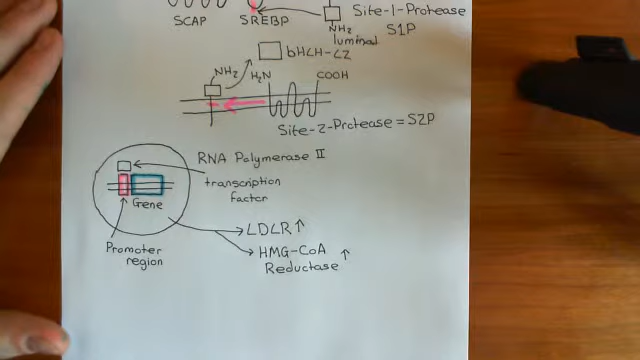 SCAP SREBP
Site-1-Protease
S1P
NH2
luminal
bHLH-LZ
NH2 H2N COOH
Site-2-Protease = S2P
RNA Polymerase II
transcription
factor
Gene
Promoter
region
LDLR ↑
HMG-CoA ↑
Reductase